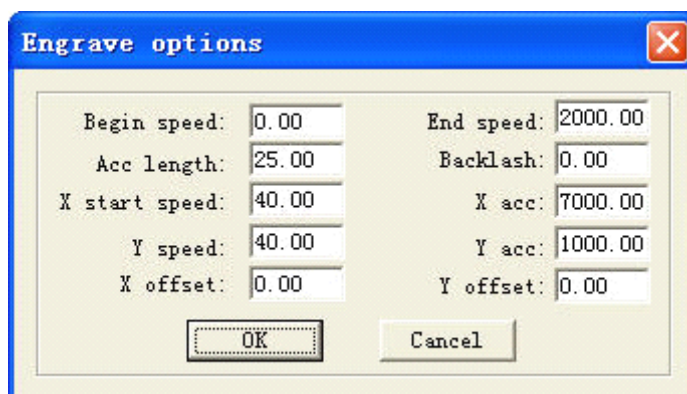 Engrave options
Begin speed: 0.00 End speed: 2000.00
Acc length: 25.00 Backlash: 0.00
X start speed: 40.00 X acc: 7000.00
Y speed: 40.00 Y acc: 1000.00
X offset: 0.00 Y offset: 0.00
OK Cancel